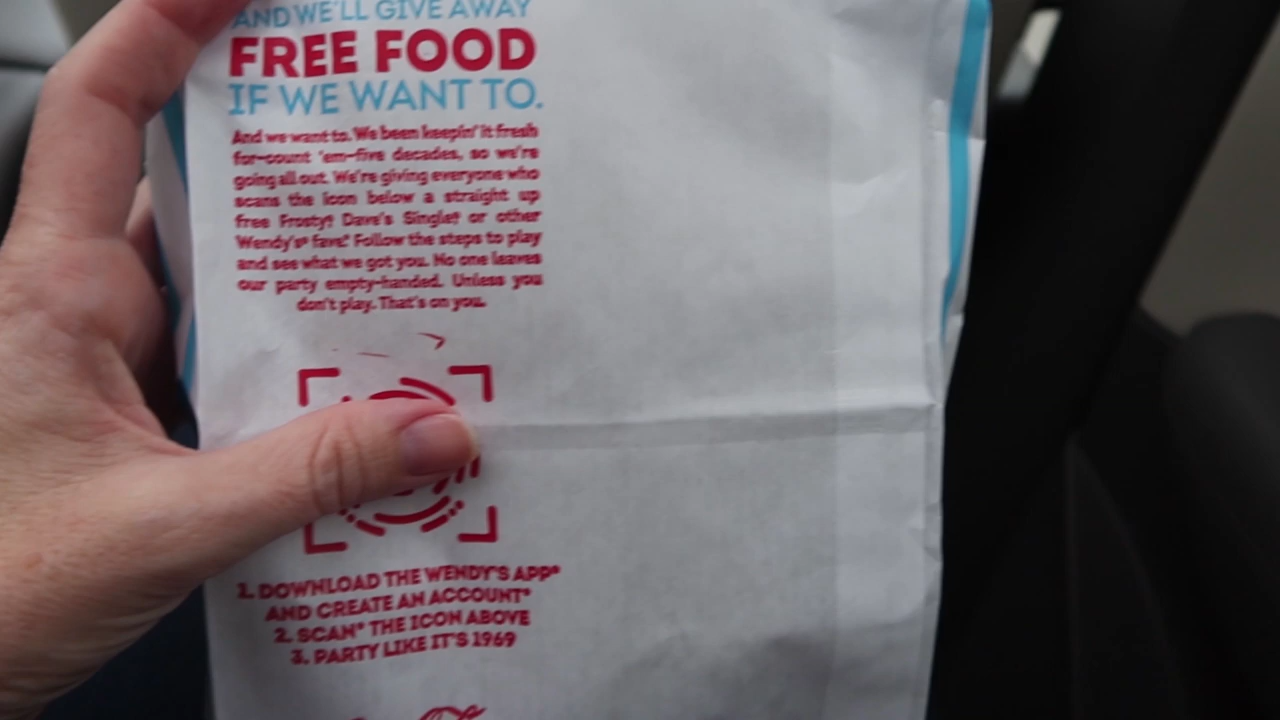 AND WE'LL GIVE AWAY
FREE FOOD
IF WE WANT TO.
And we want to. We been keepin' it fresh
for-count 'em-five decades, so we're
going all out. We're giving everyone who
scans the icon below a straight up
free Frosty† Dave's Single† or other
Wendy's® fave.† Follow the steps to play
and see what we got you. No one leaves
our party empty-handed. Unless you
don't play. That's on you.
1. DOWNLOAD THE WENDY'S APP*
AND CREATE AN ACCOUNT*
2. SCAN* THE ICON ABOVE
3. PARTY LIKE IT'S 1969